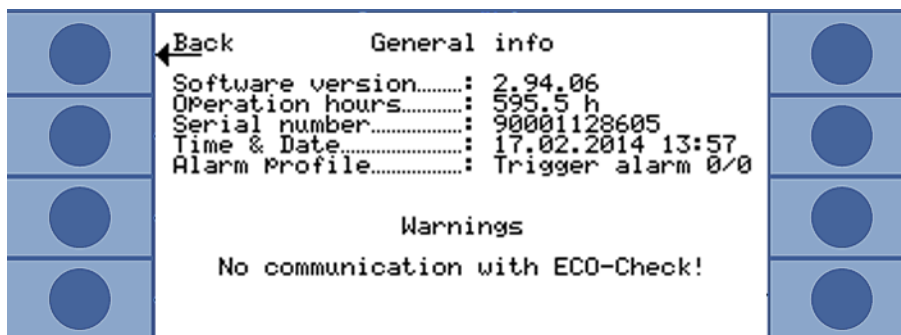 Back General info
Software version........: 2.94.06
Operation hours.........: 595.5 h
Serial number...............: 90001128605
Time & Date...................: 17.02.2014 13:57
Alarm Profile...............: Trigger alarm 0/0
Warnings
No communication with ECO-Check!